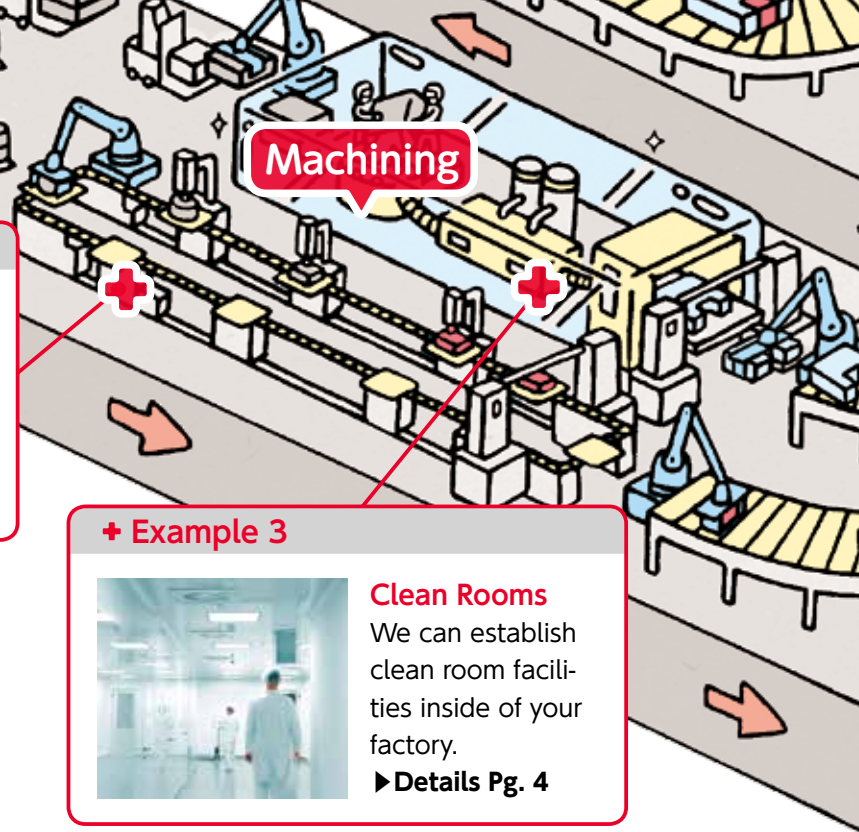 Machining
+ Example 3
Clean Rooms
We can establish
clean room facili-
ties inside of your
factory.
▶Details Pg. 4